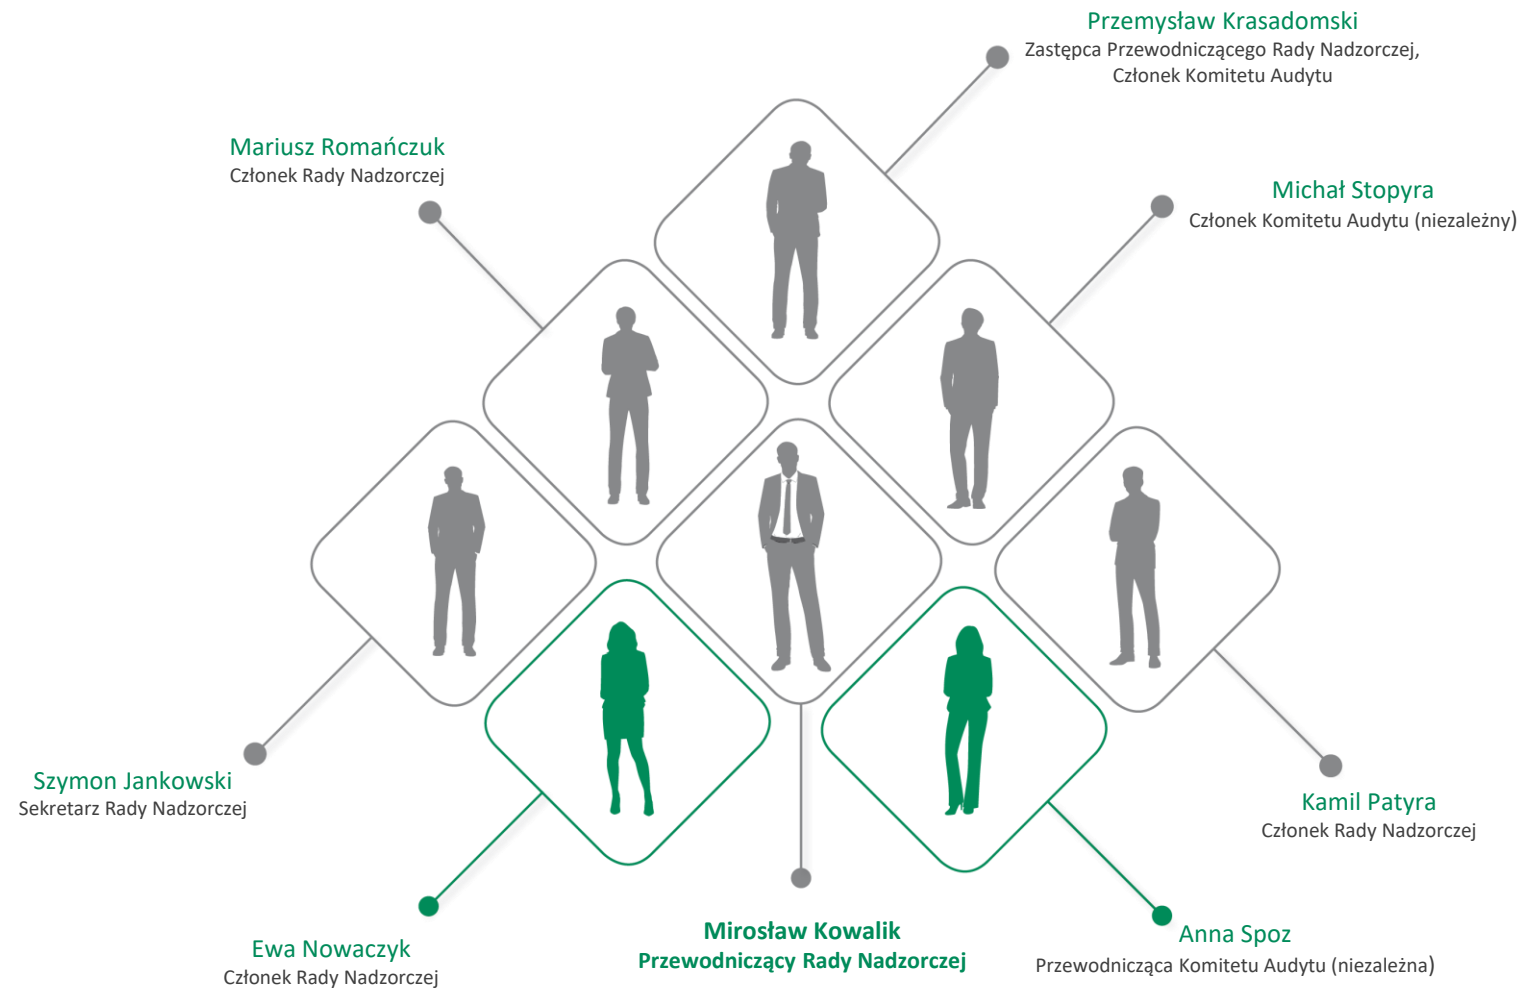 Przemysław Krasadomski
Zastępca Przewodniczącego Rady Nadzorczej,
Członek Komitetu Audytu
Mariusz Romańczuk
Członek Rady Nadzorczej
Michał Stopyra
Członek Komitetu Audytu (niezależny)
Szymon Jankowski
Sekretarz Rady Nadzorczej
Kamil Patyra
Członek Rady Nadzorczej
Ewa Nowaczyk
Członek Rady Nadzorczej
Mirosław Kowalik
Przewodniczący Rady Nadzorczej
Anna Spoz
Przewodnicząca Komitetu Audytu (niezależna)